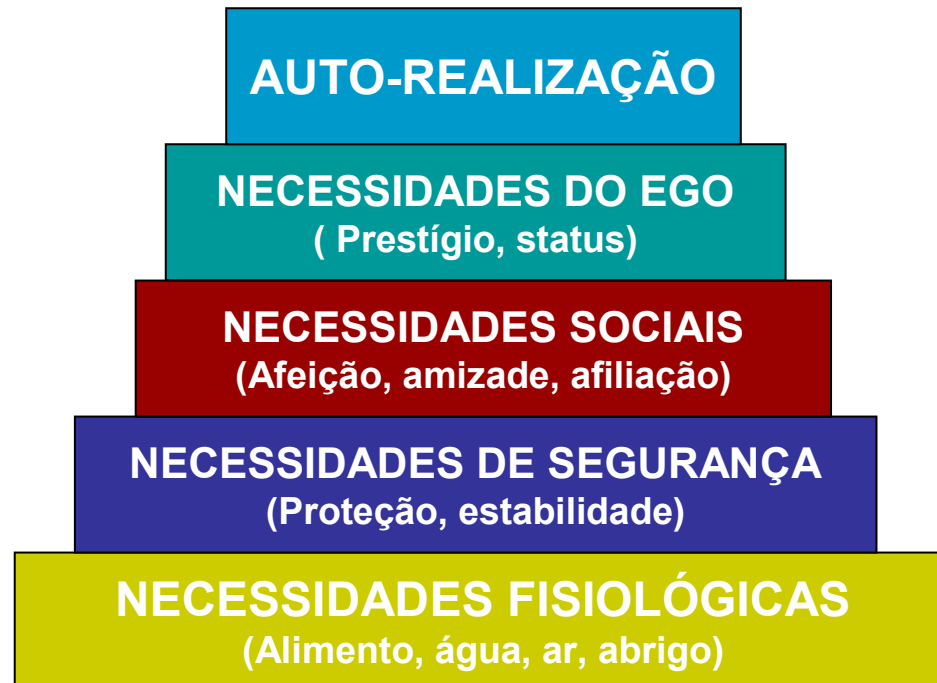 AUTO-REALIZAÇÃO
NECESSIDADES DO EGO
( Prestígio, status)
NECESSIDADES SOCIAIS
(Afeição, amizade, afiliação)
NECESSIDADES DE SEGURANÇA
(Proteção, estabilidade)
NECESSIDADES FISIOLÓGICAS
(Alimento, água, ar, abrigo)